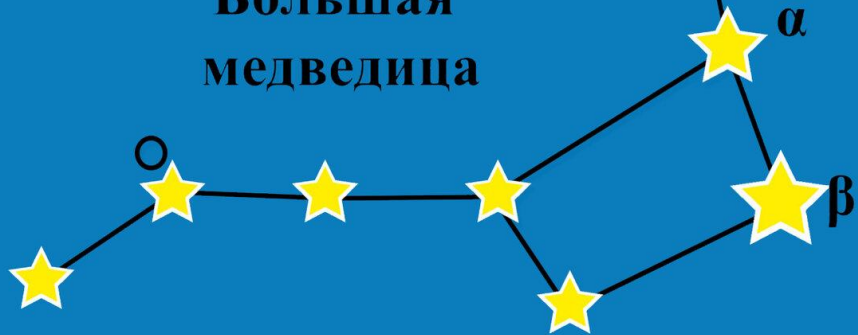 Большая
медведица
α
β